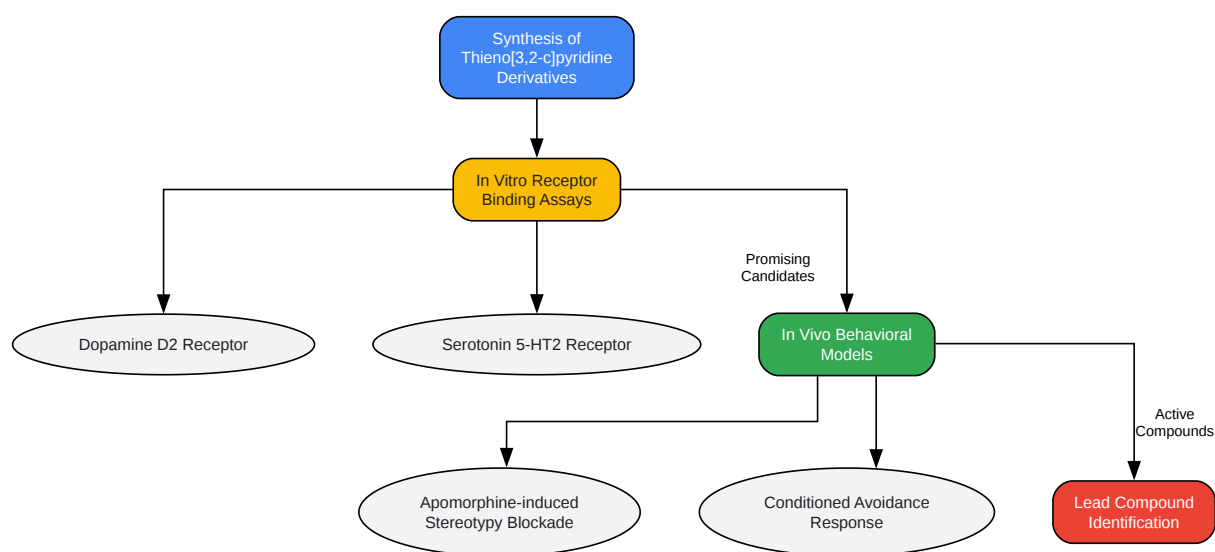 Synthesis of
Thieno[3,2-c]pyridine
Derivatives
In Vitro Receptor
Binding Assays
Promising
Candidates
Dopamine D2 Receptor
Serotonin 5-HT2 Receptor
In Vivo Behavioral
Models
Active
Compounds
Apomorphine-induced
Stereotypy Blockade
Conditioned Avoidance
Response
Lead Compound
Identification